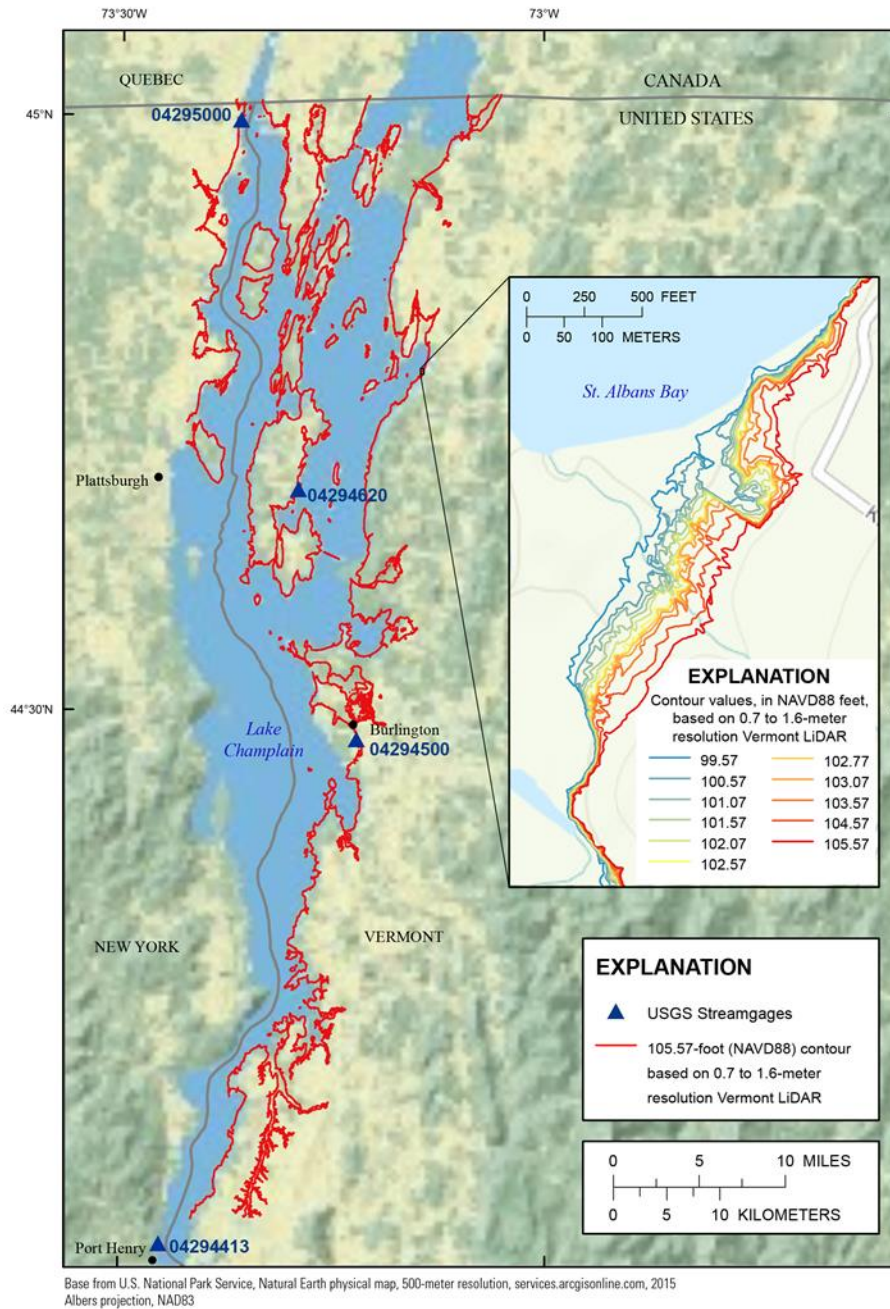 73°30'W
73°W
QUEBEC
CANADA
45°N
04295000
UNITED STATES
0 250 500 FEET
0 50 100 METERS
St. Albans Bay
Plattsburgh
04294620
K
EXPLANATION
Contour values, in NAVD88 feet,
based on 0.7 to 1.6-meter
resolution Vermont LiDAR
99.57 102.77
100.57 103.07
101.07 103.57
101.57 104.57
102.07 105.57
102.57
44°30'N
Lake
Champlain
Burlington
04294500
NEW YORK
VERMONT
EXPLANATION
USGS Streamgages
105.57-foot (NAVD88) contour
based on 0.7 to 1.6-meter
resolution Vermont LiDAR
0 5 10 MILES
0 5 10 KILOMETERS
Port Henry
04294413
Base from U.S. National Park Service, Natural Earth physical map, 500-meter resolution, services.arcgisonline.com, 2015
Albers projection, NAD83